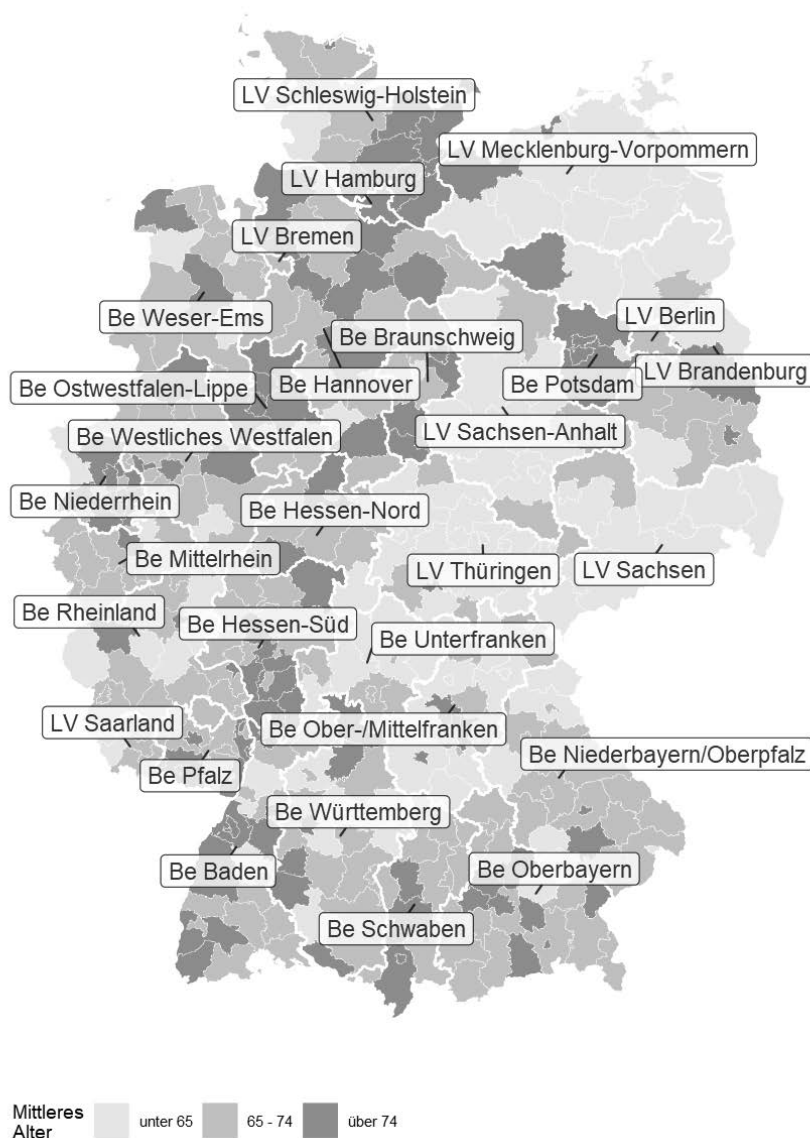 LV Schleswig-Holstein
LV Mecklenburg-Vorpommern
LV Hamburg
LV Bremen
Be Weser-Ems
Be Braunschweig
LV Berlin
Be Ostwestfalen-Lippe
Be Hannover
Be Potsdam
LV Brandenburg
Be Westliches Westfalen
LV Sachsen-Anhalt
Be Niederrhein
Be Hessen-Nord
Be Mittelrhein
LV Thüringen
LV Sachsen
Be Rheinland
Be Hessen-Süd
Be Unterfranken
LV Saarland
Be Ober-/Mittelfranken
Be Niederbayern/Oberpfalz
Be Pfalz
Be Württemberg
Be Baden
Be Oberbayern
Be Schwaben
Mittleres
Alter
unter 65
65 - 74
über 74